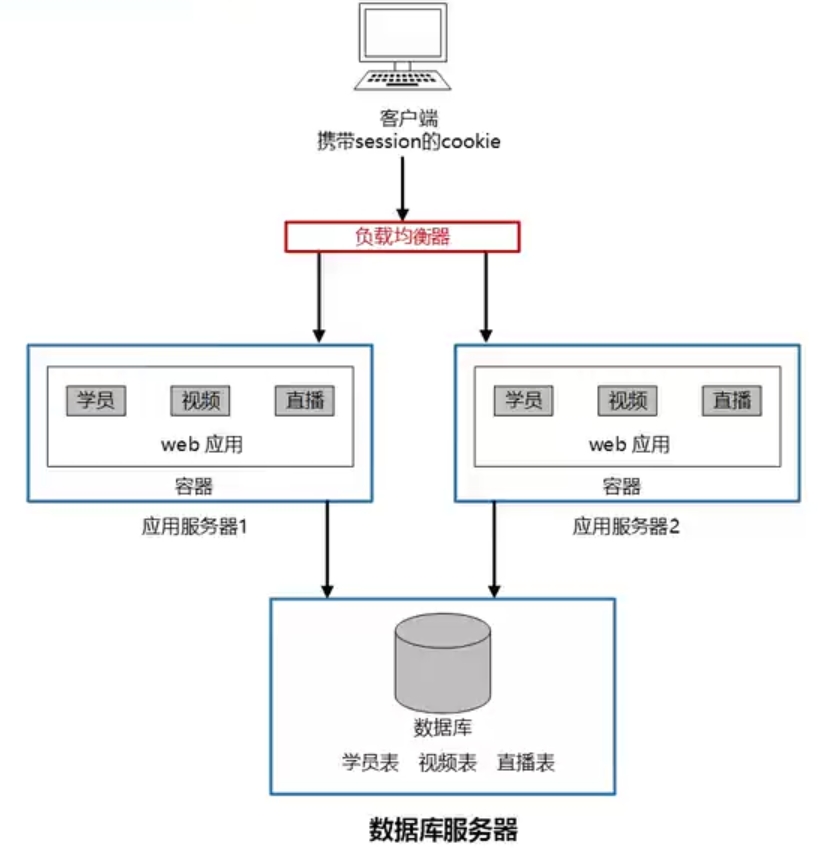 客户端
携带session的cookie
负载均衡器
学员 视频 直播
web 应用
容器
应用服务器1
学员 视频 直播
web 应用
容器
应用服务器2
数据库
学员表 视频表 直播表
数据库服务器